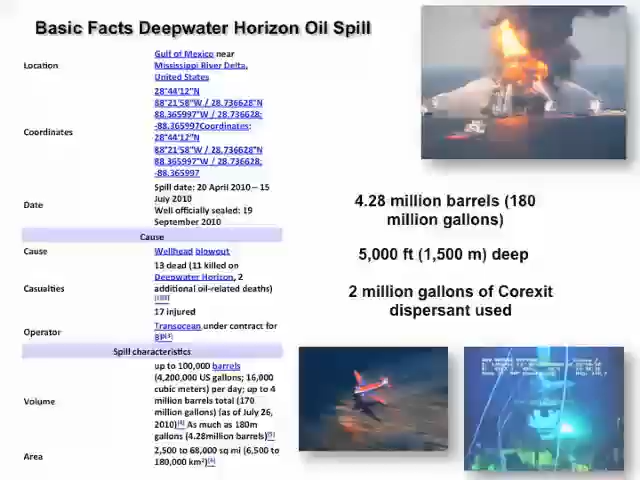 Basic Facts Deepwater Horizon Oil Spill
Location
Gulf of Mexico near
Mississippi River Delta,
United States
Coordinates
28°44′12″N
88°21′58″W / 28.736628°N
88.365997°W / 28.736628;
-88.365997Coordinates:
28°44′12″N
88°21′58″W / 28.736628°N
88.365997°W / 28.736628;
-88.365997
Date
Spill date: 20 April 2010 – 15
July 2010
Well officially sealed: 19
September 2010
Cause
Cause
Wellhead blowout
Casualties
13 dead (11 killed on
Deepwater Horizon, 2
additional oil-related deaths)
17 injured
Operator
Transocean under contract for
BP[3]
Spill characteristics
Volume
up to 100,000 barrels
(4,200,000 US gallons; 16,000
cubic meters) per day; up to 4
million barrels total (170
million gallons) (as of July 26,
2010)[4] As much as 180m
gallons (4.28million barrels)[5]
Area
2,500 to 68,000 sq mi (6,500 to
180,000 km²)[6]
4.28 million barrels (180
million gallons)
5,000 ft (1,500 m) deep
2 million gallons of Corexit
dispersant used